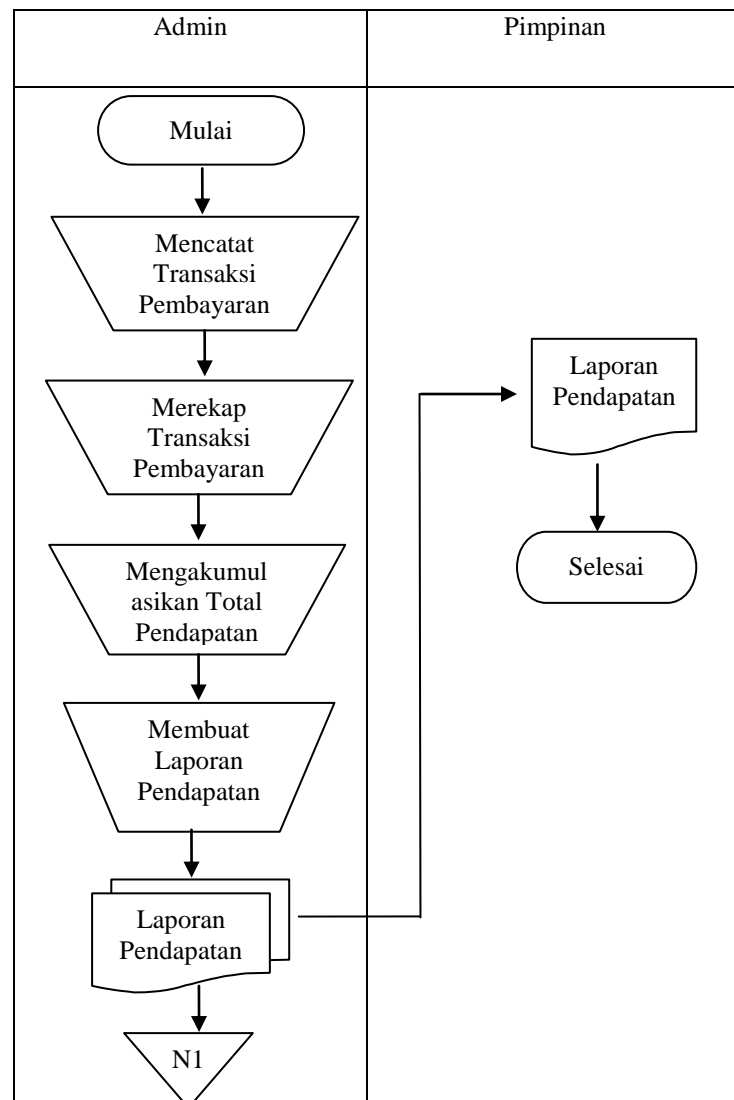 Admin
Pimpinan
Mulai
Mencatat
Transaksi
Pembayaran
Merekap
Transaksi
Pembayaran
Mengakumul
asikan Total
Pendapatan
Membuat
Laporan
Pendapatan
Laporan
Pendapatan
N1
Laporan
Pendapatan
Selesai